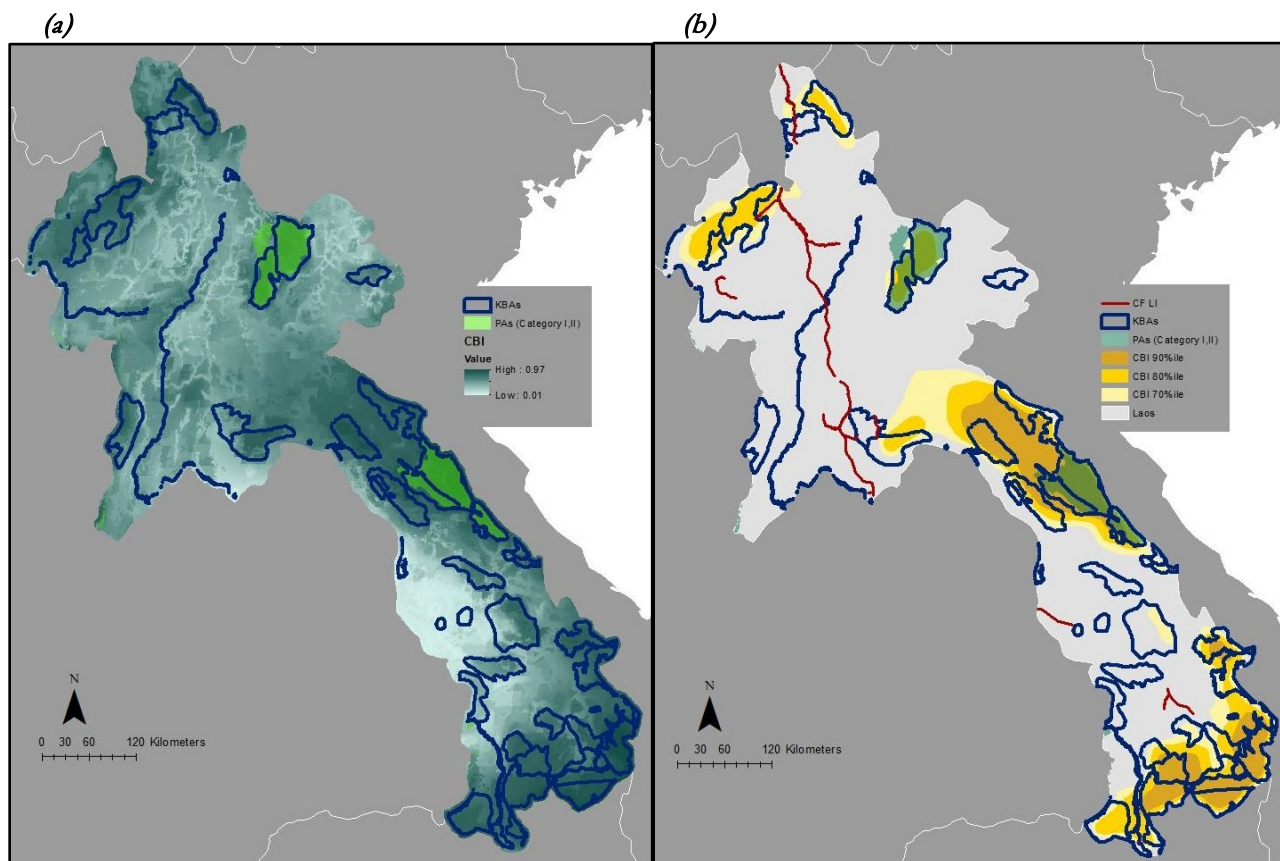 (a)
(b)
KBAs
PAs (Category I,II)
CBI
Value
High : 0.97
Low : 0.01
N
0 30 60 120 Kilometers
CF LI
KBAs
PAs (Category I,II)
CBI 90%ile
CBI 80%ile
CBI 70%ile
Laos
N
0 30 60 120 Kilometers